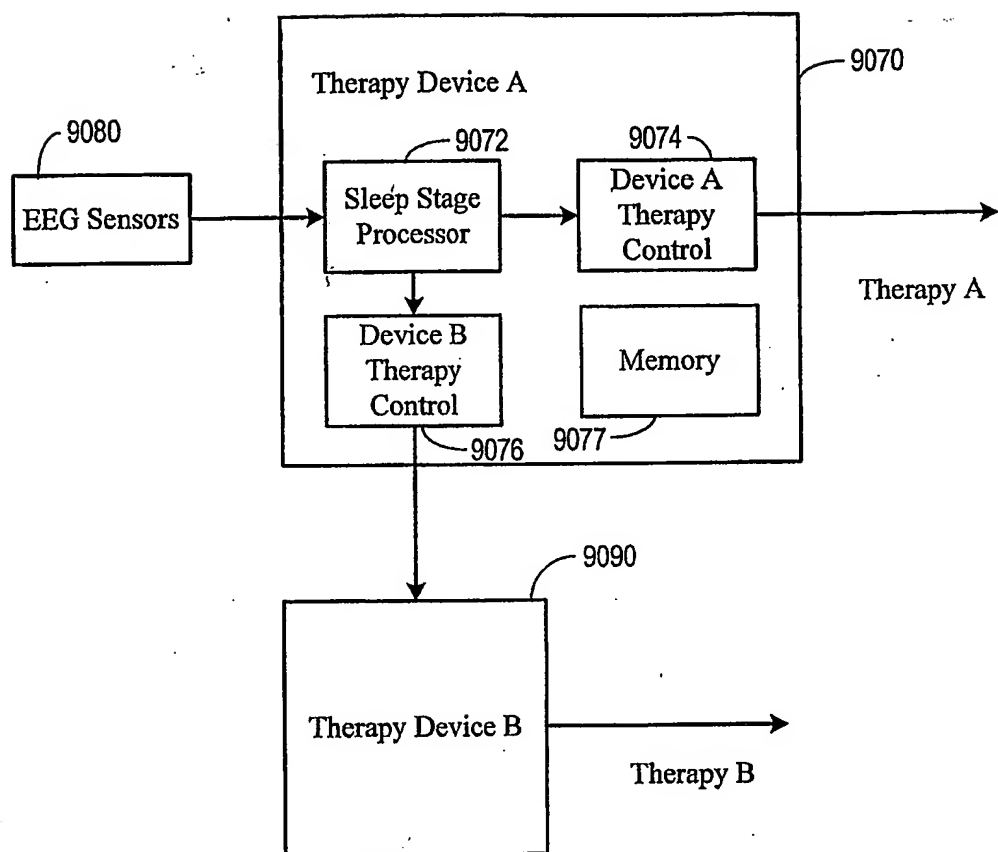 9070
Therapy Device A
9080
9072
9074
EEG Sensors
Sleep Stage
Processor
Device A
Therapy
Control
Therapy A
Device B
Therapy
Control
Memory
9076
9077
9090
Therapy Device B
Therapy B